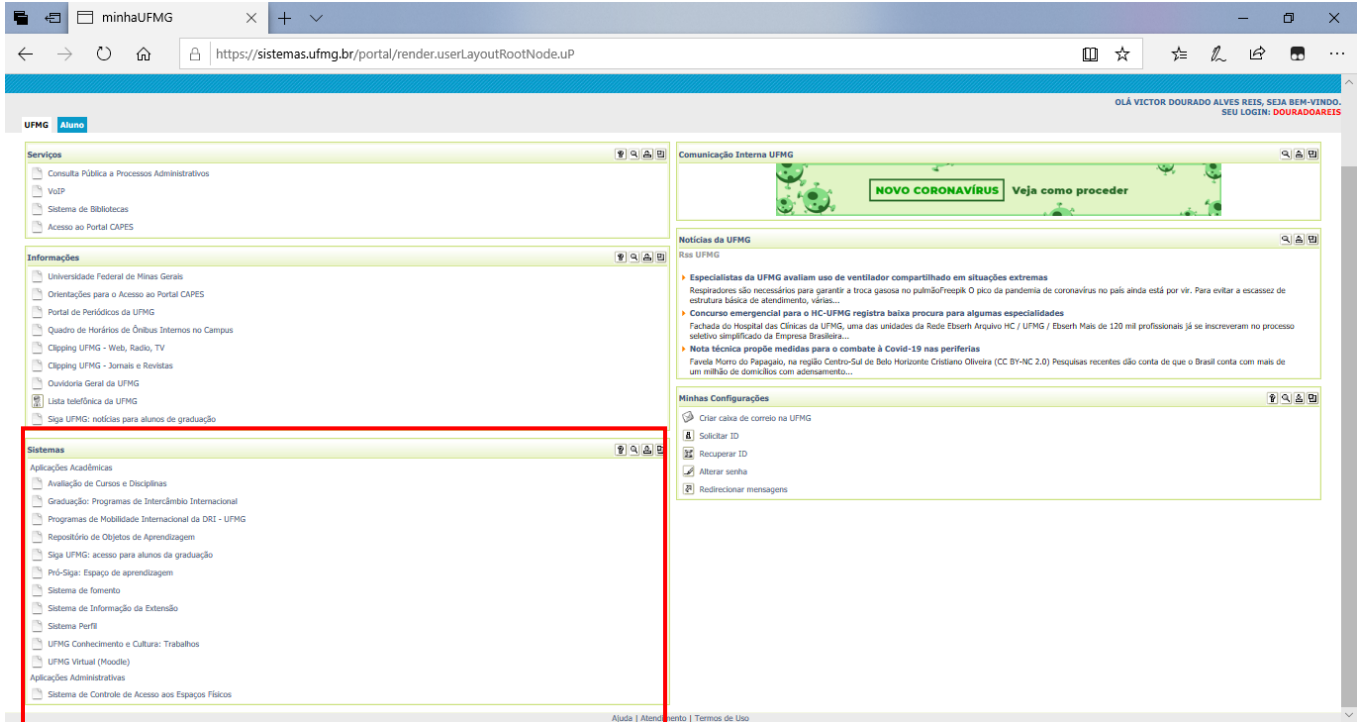 minhaUFMG
https://sistemas.ufmg.br/portal/render.userLayoutRootNode.uP
OLÁ VICTOR DOURADO ALVES REIS, SEJA BEM-VINDO.
SEU LOGIN: DOURADOAREIS
UFMG Aluno
Serviços
Consulta Pública a Processos Administrativos
VoIP
Sistema de Bibliotecas
Acesso ao Portal CAPES
Informações
Universidade Federal de Minas Gerais
Orientações para o Acesso ao Portal CAPES
Portal de Periódicos da UFMG
Quadro de Horários de Ônibus Internos no Campus
Clipping UFMG - Web, Radio, TV
Clipping UFMG - Jornais e Revistas
Ouvidoria Geral da UFMG
Lista telefônica da UFMG
Siga UFMG: notícias para alunos de graduação
Sistemas
Aplicações Acadêmicas
Avaliação de Cursos e Disciplinas
Graduação: Programas de Intercâmbio Internacional
Programas de Mobilidade Internacional da DRI - UFMG
Repositório de Objetos de Aprendizagem
Siga UFMG: acesso para alunos da graduação
Pró-Siga: Espaço de aprendizagem
Sistema de fomento
Sistema de Informação da Extensão
Sistema Perfil
UFMG Conhecimento e Cultura: Trabalhos
UFMG Virtual (Moodle)
Aplicações Administrativas
Sistema de Controle de Acesso aos Espaços Físicos
Comunicação Interna UFMG
NOVO CORONAVÍRUS Veja como proceder
Notícias da UFMG
Rss UFMG
Especialistas da UFMG avaliam uso de ventilador compartilhado em situações extremas
Respiradores são necessários para garantir a troca gasosa no pulmãoFreepik O pico da pandemia de coronavírus no país ainda está por vir. Para evitar a escassez de
estrutura básica de atendimento, várias...
Concurso emergencial para o HC-UFMG registra baixa procura para algumas especialidades
Fachada do Hospital das Clínicas da UFMG, uma das unidades da Rede Ebserh Arquivo HC / UFMG / Ebserh Mais de 120 mil profissionais já se inscreveram no processo
seletivo simplificado da Empresa Brasileira...
Nota técnica propõe medidas para o combate à Covid-19 nas periferias
Favela Morro do Papagaio, na região Centro-Sul de Belo Horizonte Cristiano Oliveira (CC BY-NC 2.0) Pesquisas recentes dão conta de que o Brasil conta com mais de
um milhão de domicílios com adensamento...
Minhas Configurações
Criar caixa de correio na UFMG
Solicitar ID
Recuperar ID
Alterar senha
Redirecionar mensagens
Ajuda | Atendimento | Termos de Uso